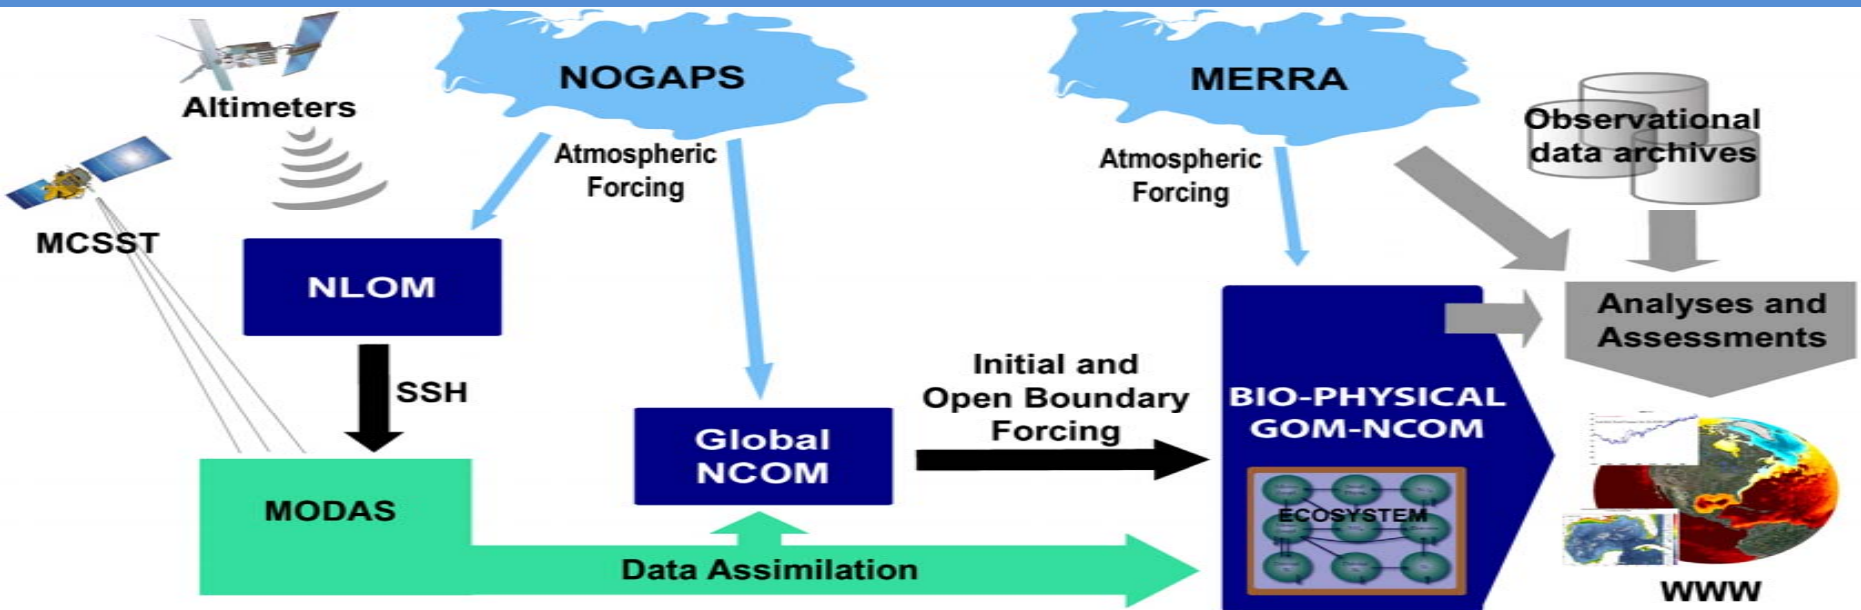 Altimeters
NOGAPS
MERRA
Observational
data archives
MCSST
Atmospheric
Forcing
Atmospheric
Forcing
NLOM
SSH
Analyses and
Assessments
Initial and
Open Boundary
Forcing
Global
NCOM
BIO-PHYSICAL
GOM-NCOM
MODAS
ECOSYSTEM
Data Assimilation
WWW